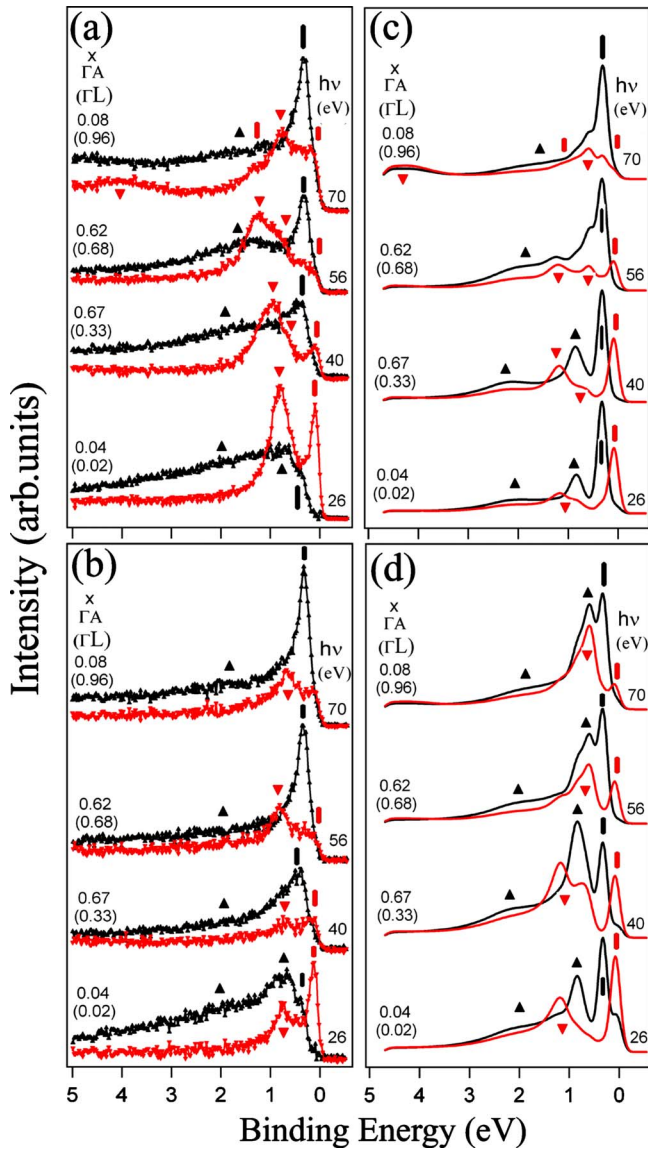 (a)
x
ΓA
(ΓL)
hν
(eV)
0.08
(0.96)
70
0.62
(0.68)
56
0.67
(0.33)
40
0.04
(0.02)
26
5 4 3 2 1 0
(c)
x
ΓA
(ΓL)
hν
(eV)
0.08
(0.96)
70
0.62
(0.68)
56
0.67
(0.33)
40
0.04
(0.02)
26
(b)
x
ΓA
(ΓL)
hν
(eV)
0.08
(0.96)
70
0.62
(0.68)
56
0.67
(0.33)
40
0.04
(0.02)
26
5 4 3 2 1 0
(d)
x
ΓA
(ΓL)
hν
(eV)
0.08
(0.96)
70
0.62
(0.68)
56
0.67
(0.33)
40
0.04
(0.02)
26
5 4 3 2 1 0
Intensity (arb.units)
Binding Energy (eV)